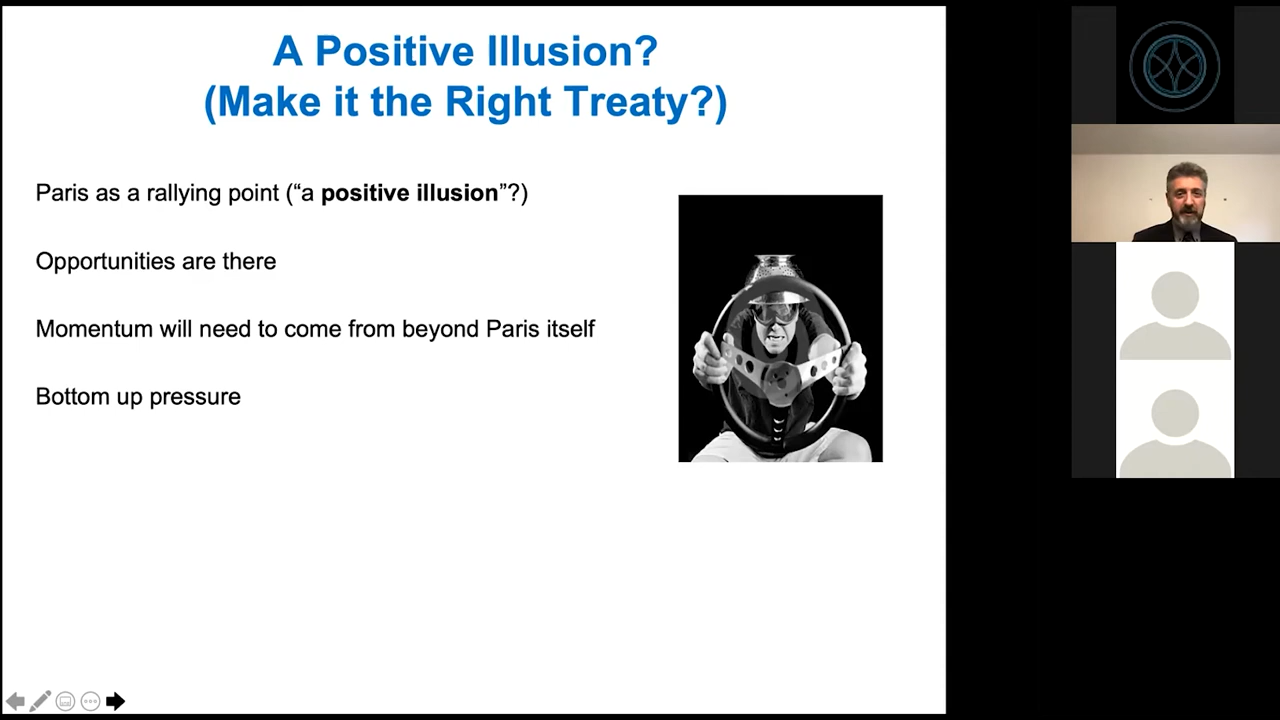 A Positive Illusion?
(Make it the Right Treaty?)
Paris as a rallying point (“a positive illusion”?)
Opportunities are there
Momentum will need to come from beyond Paris itself
Bottom up pressure